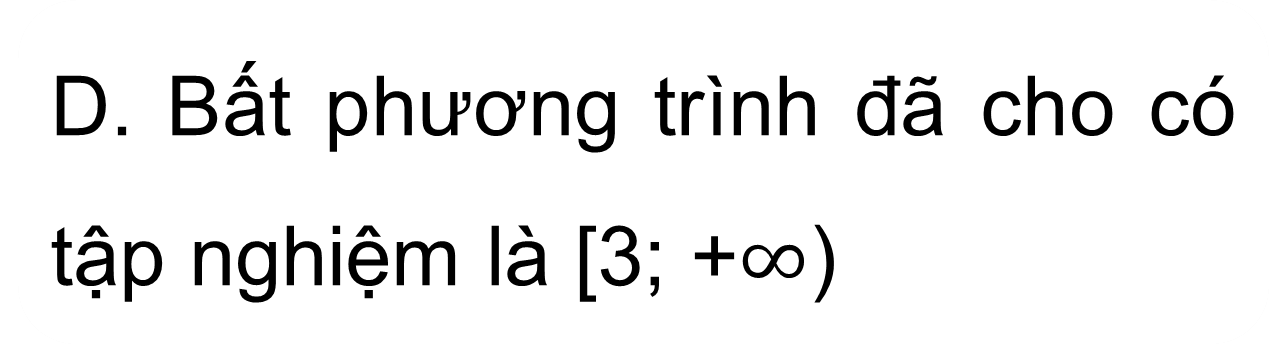 D. Bất phương trình đã cho có
tập nghiệm là [3; +∞)